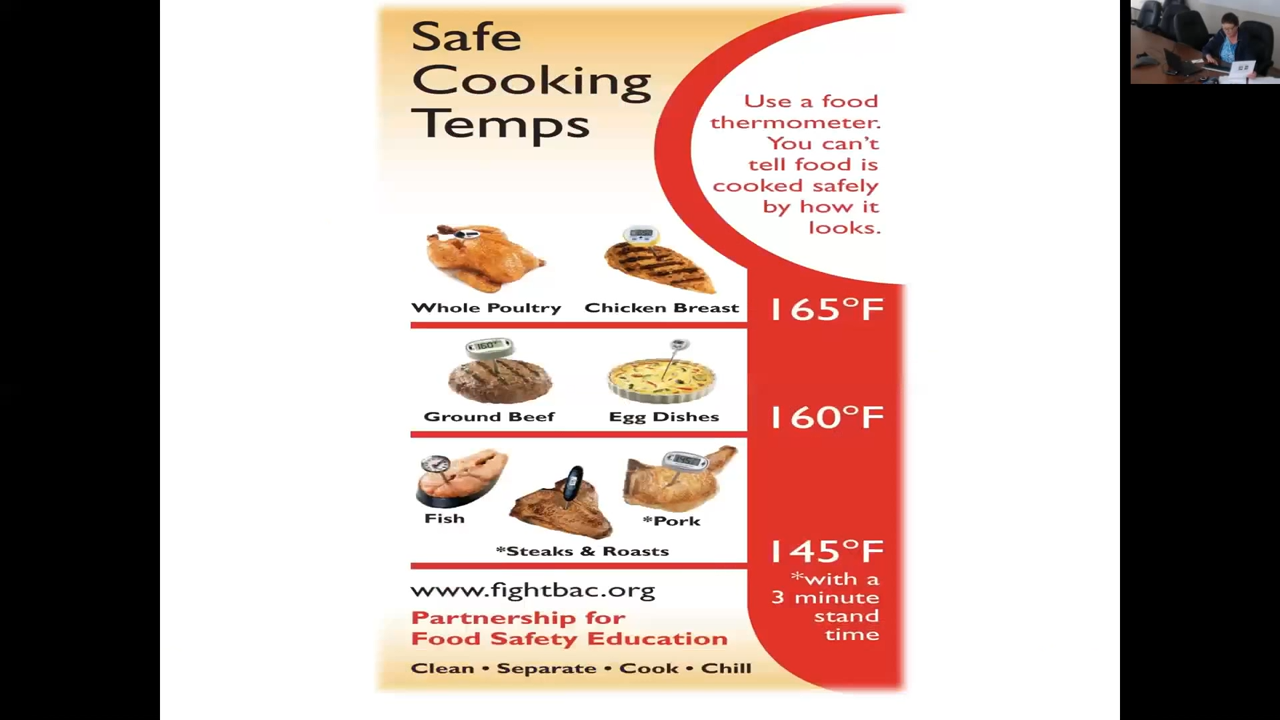 Safe
Cooking
Temps
Use a food
thermometer.
You can't
tell food is
cooked safely
by how it
looks.
Whole Poultry
Chicken Breast
165°F
160°
Ground Beef
Egg Dishes
160°F
Fish
*Pork
*Steaks & Roasts
145°F
*with a
3 minute
stand
time
www.fightbac.org
Partnership for
Food Safety Education
Clean • Separate • Cook • Chill